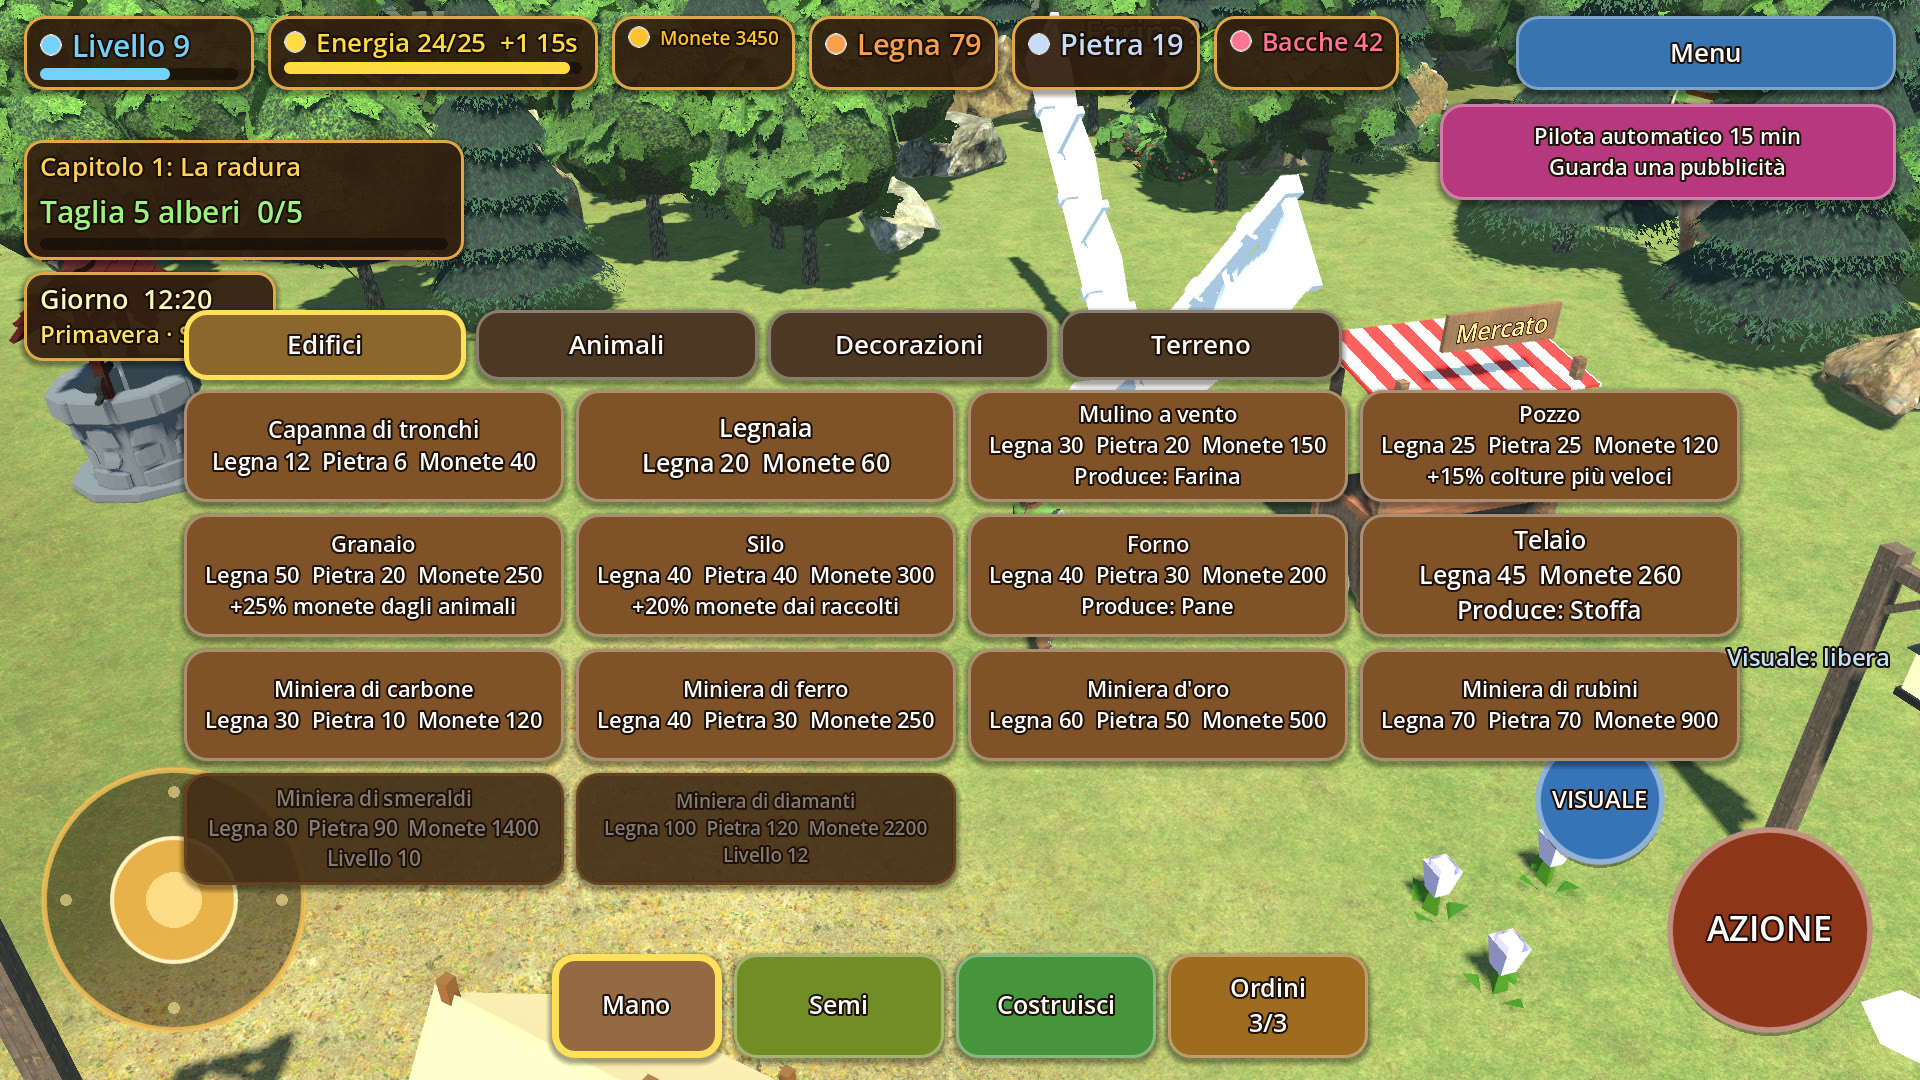 Livello 9
Energia 24/25 +1 15s
Monete 3450
Legna 79
Pietra 19
Bacche 42
Menu
Pilota automatico 15 min
Guarda una pubblicità
Capitolo 1: La radura
Taglia 5 alberi 0/5
Giorno 12:20
Primavera ·
Mercato
Edifici
Animali
Decorazioni
Terreno
Capanna di tronchi
Legna 12 Pietra 6 Monete 40
Legnaia
Legna 20 Monete 60
Mulino a vento
Legna 30 Pietra 20 Monete 150
Produce: Farina
Pozzo
Legna 25 Pietra 25 Monete 120
+15% colture più veloci
Granaio
Legna 50 Pietra 20 Monete 250
+25% monete dagli animali
Silo
Legna 40 Pietra 40 Monete 300
+20% monete dai raccolti
Forno
Legna 40 Pietra 30 Monete 200
Produce: Pane
Telaio
Legna 45 Monete 260
Produce: Stoffa
Visuale: libera
Miniera di carbone
Legna 30 Pietra 10 Monete 120
Miniera di ferro
Legna 40 Pietra 30 Monete 250
Miniera d'oro
Legna 60 Pietra 50 Monete 500
Miniera di rubini
Legna 70 Pietra 70 Monete 900
Miniera di smeraldi
Legna 80 Pietra 90 Monete 1400
Livello 10
Miniera di diamanti
Legna 100 Pietra 120 Monete 2200
Livello 12
VISUALE
AZIONE
Mano
Semi
Costruisci
Ordini
3/3